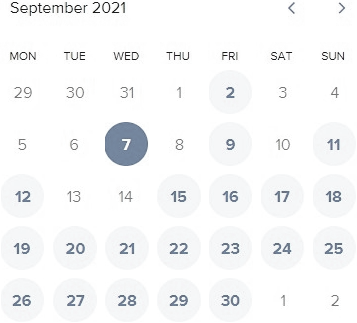 September 2021
MON TUE WED THU FRI SAT SUN
29 30 31 1 2 3 4
5 6 7 8 9 10 11
12 13 14 15 16 17 18
19 20 21 22 23 24 25
26 27 28 29 30 1 2